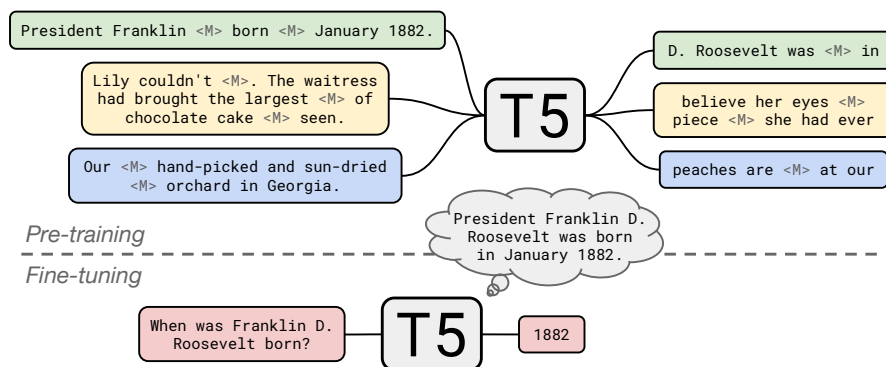 President Franklin <M> born <M> January 1882.
D. Roosevelt was <M> in
Lily couldn't <M>. The waitress
had brought the largest <M> of
chocolate cake <M> seen.
T5
believe her eyes <M>
piece <M> she had ever
Our <M> hand-picked and sun-dried
<M> orchard in Georgia.
peaches are <M> at our
President Franklin D.
Roosevelt was born
in January 1882.
Pre-training
Fine-tuning
When was Franklin D.
Roosevelt born?
T5
1882